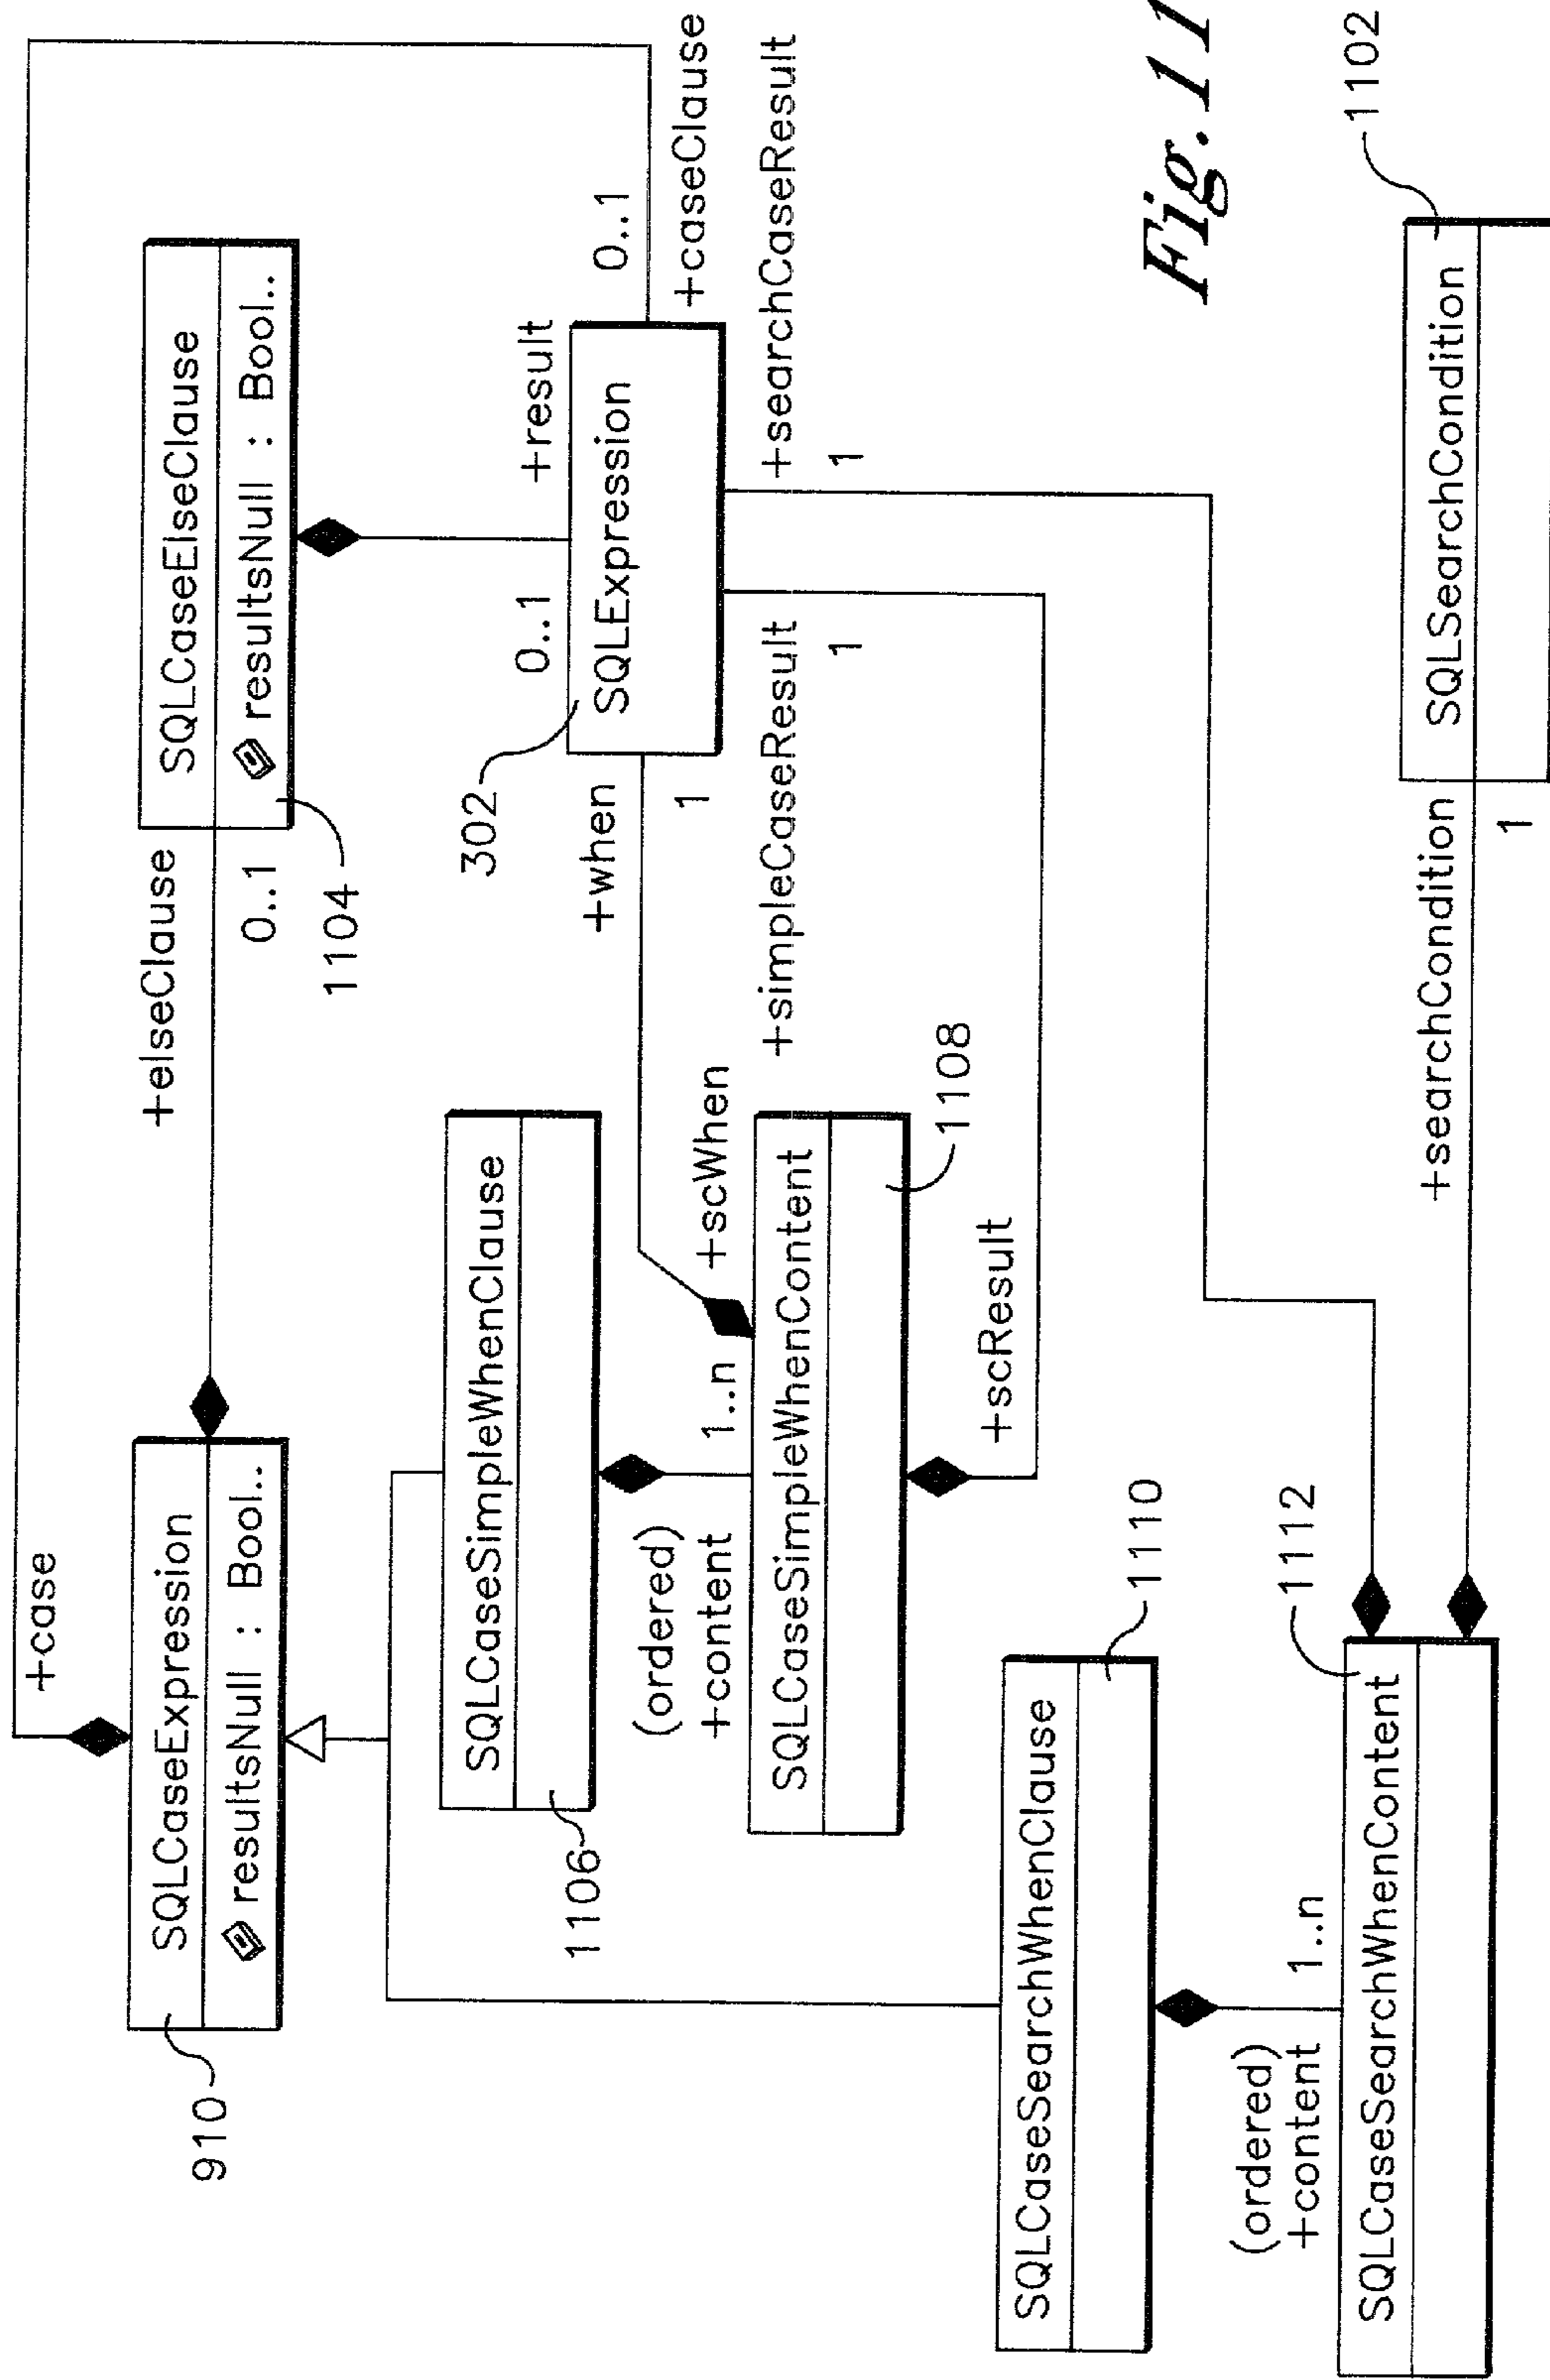 +case
SQLCaseExpression
resultsNull : Bool..
910
+elseClause
0..1
SQLCaseElseClause
resultsNull : Bool..
1104
SQLCaseSimpleWhenClause
1106
(ordered)
+content
1..n
+scWhen
SQLCaseSimpleWhenContent
1108
+scResult
+result
0..1
302
SQLExpression
0..1
+caseClause
+when
1
+simpleCaseResult
1
+searchCaseResult
1
SQLCaseSearchWhenClause
1110
(ordered)
+content
1..n
SQLCaseSearchWhenContent
1112
+searchCondition
1
SQLSearchCondition
1102
Fig. 11